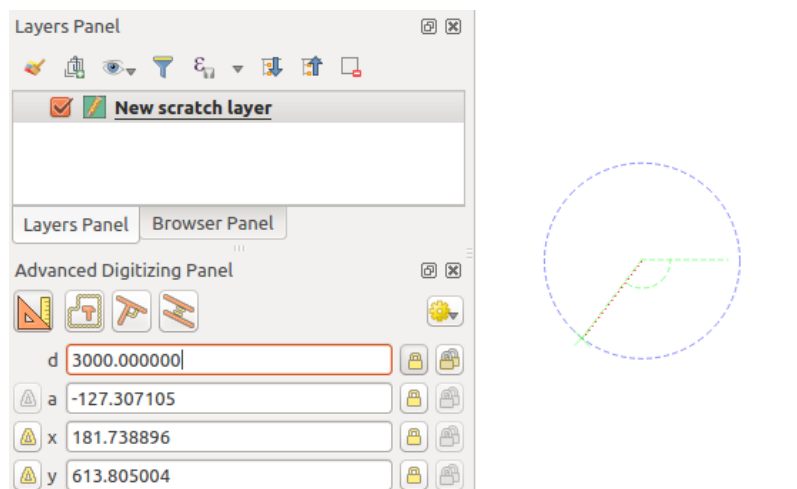 Layers Panel
New scratch layer
Layers Panel Browser Panel
Advanced Digitizing Panel
d 3000.000000
a -127.307105
x 181.738896
y 613.805004